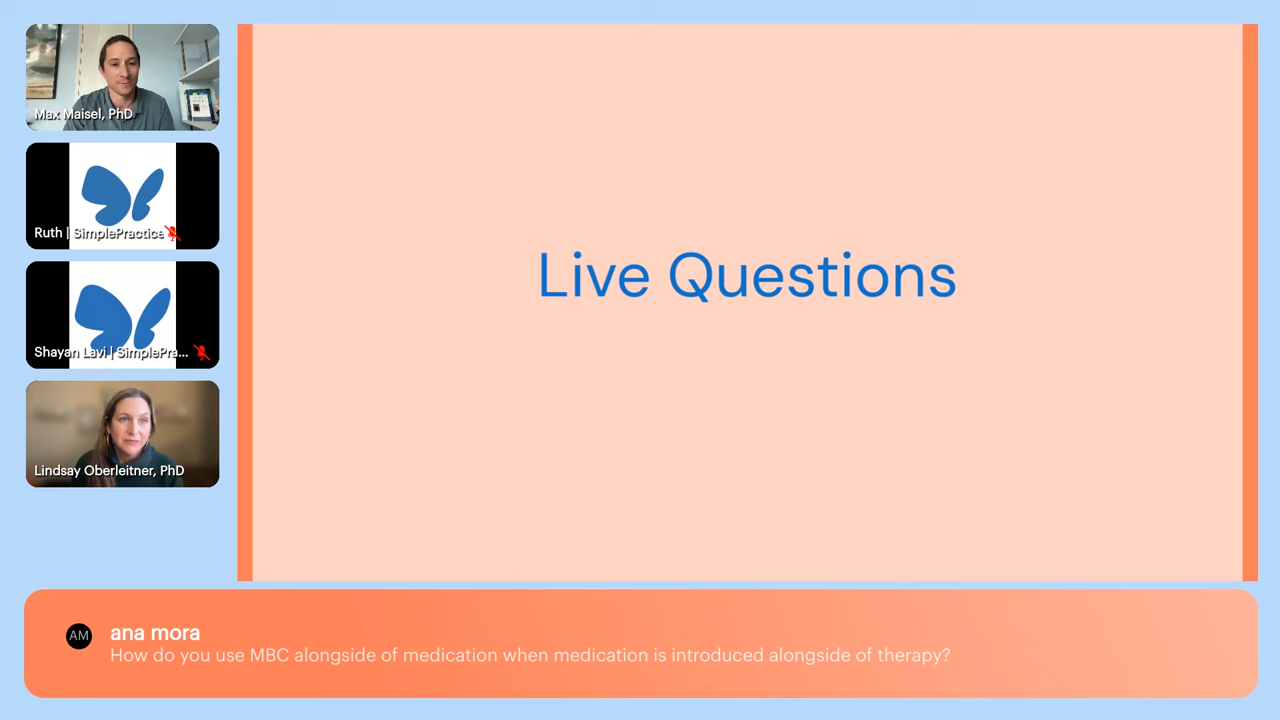 Max Maisel, PhD
Ruth | SimplePractice
Shayan Lavi | SimplePra...
Lindsay Oberleitner, PhD
Live Questions
AM
ana mora
How do you use MBC alongside of medication when medication is introduced alongside of therapy?